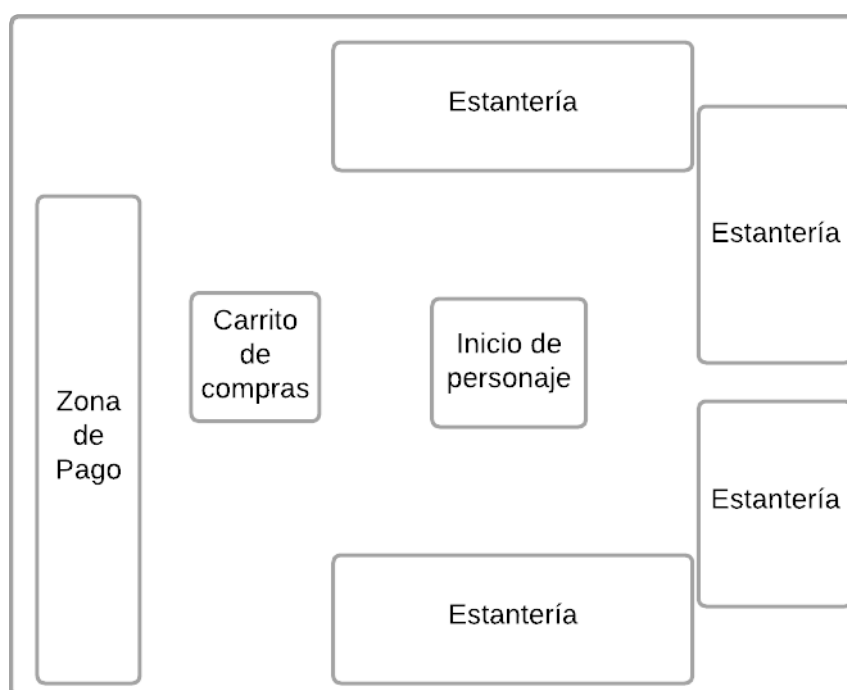 Estantería
Estantería
Carrito
de
compras
Inicio de
personaje
Zona
de
Pago
Estantería
Estantería